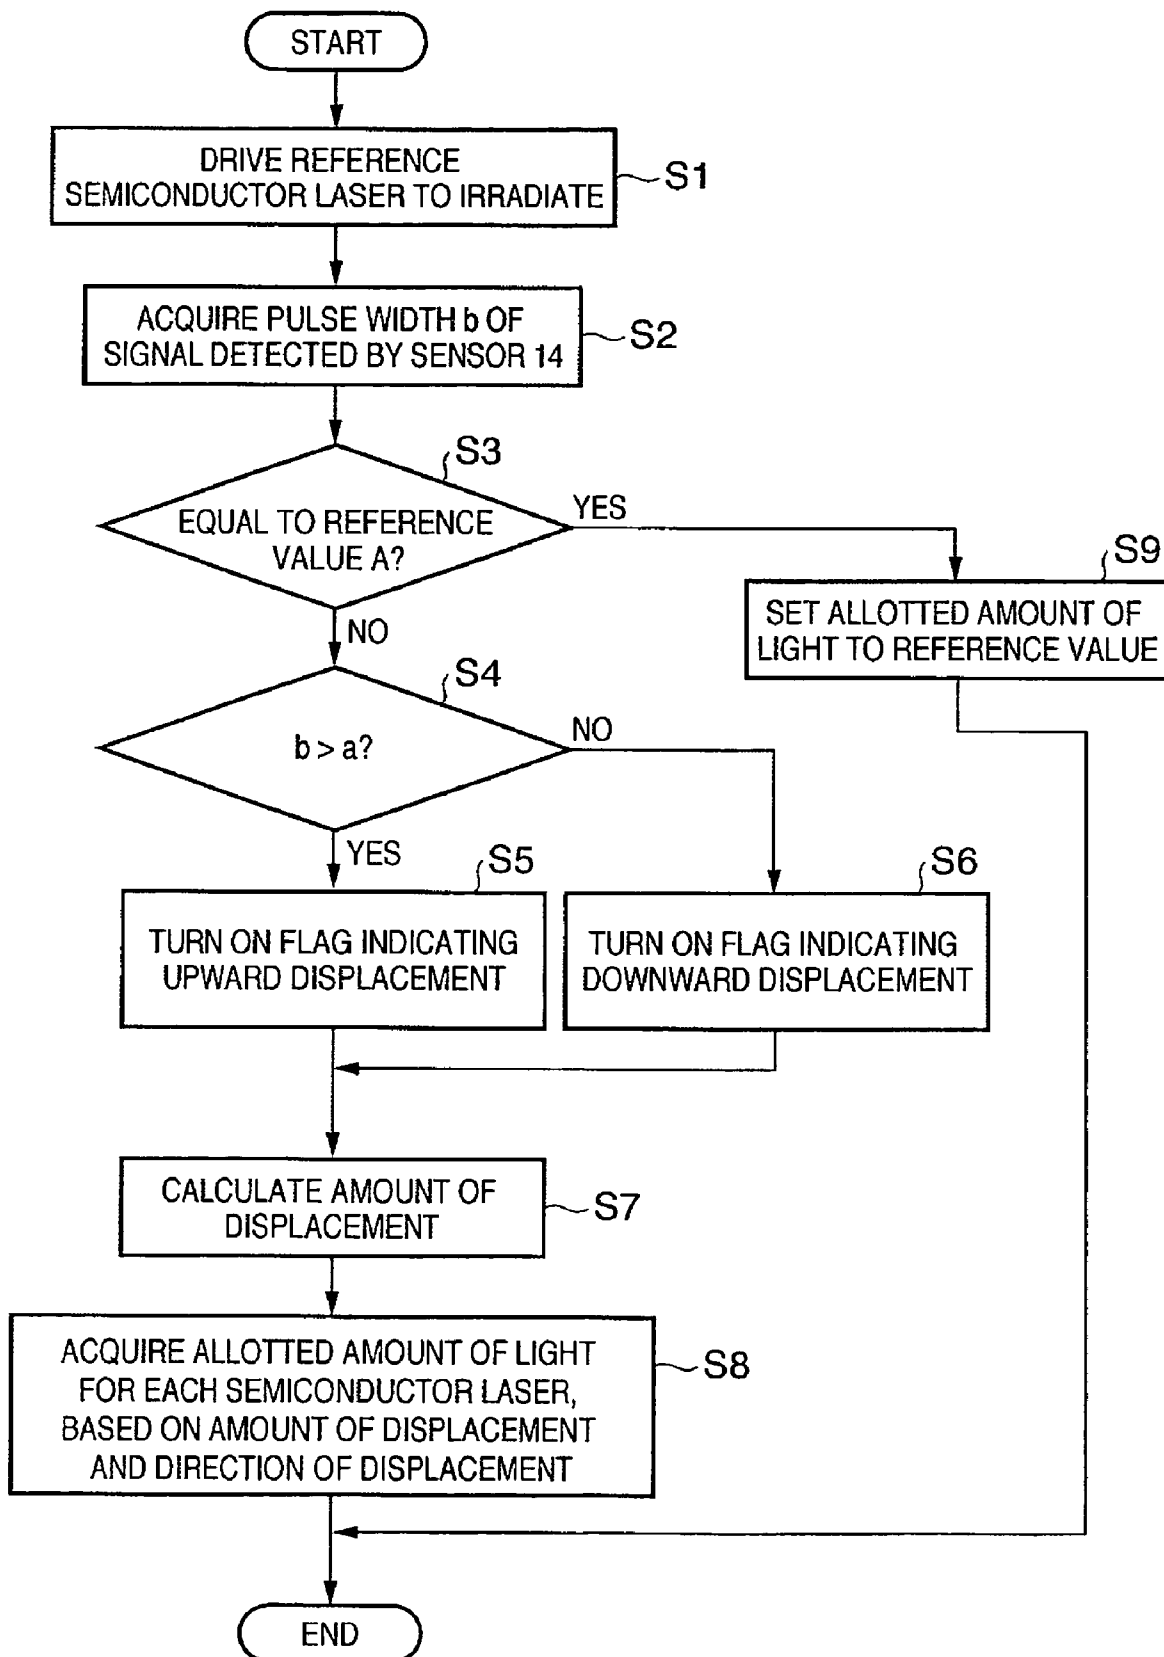 START
DRIVE REFERENCE
SEMICONDUCTOR LASER TO IRRADIATE
S1
ACQUIRE PULSE WIDTH b OF
SIGNAL DETECTED BY SENSOR 14
S2
S3
EQUAL TO REFERENCE
VALUE A?
YES
NO
S9
SET ALLOTTED AMOUNT OF
LIGHT TO REFERENCE VALUE
S4
b > a?
NO
YES
S5
TURN ON FLAG INDICATING
UPWARD DISPLACEMENT
S6
TURN ON FLAG INDICATING
DOWNWARD DISPLACEMENT
CALCULATE AMOUNT OF
DISPLACEMENT
S7
ACQUIRE ALLOTTED AMOUNT OF LIGHT
FOR EACH SEMICONDUCTOR LASER,
BASED ON AMOUNT OF DISPLACEMENT
AND DIRECTION OF DISPLACEMENT
S8
END